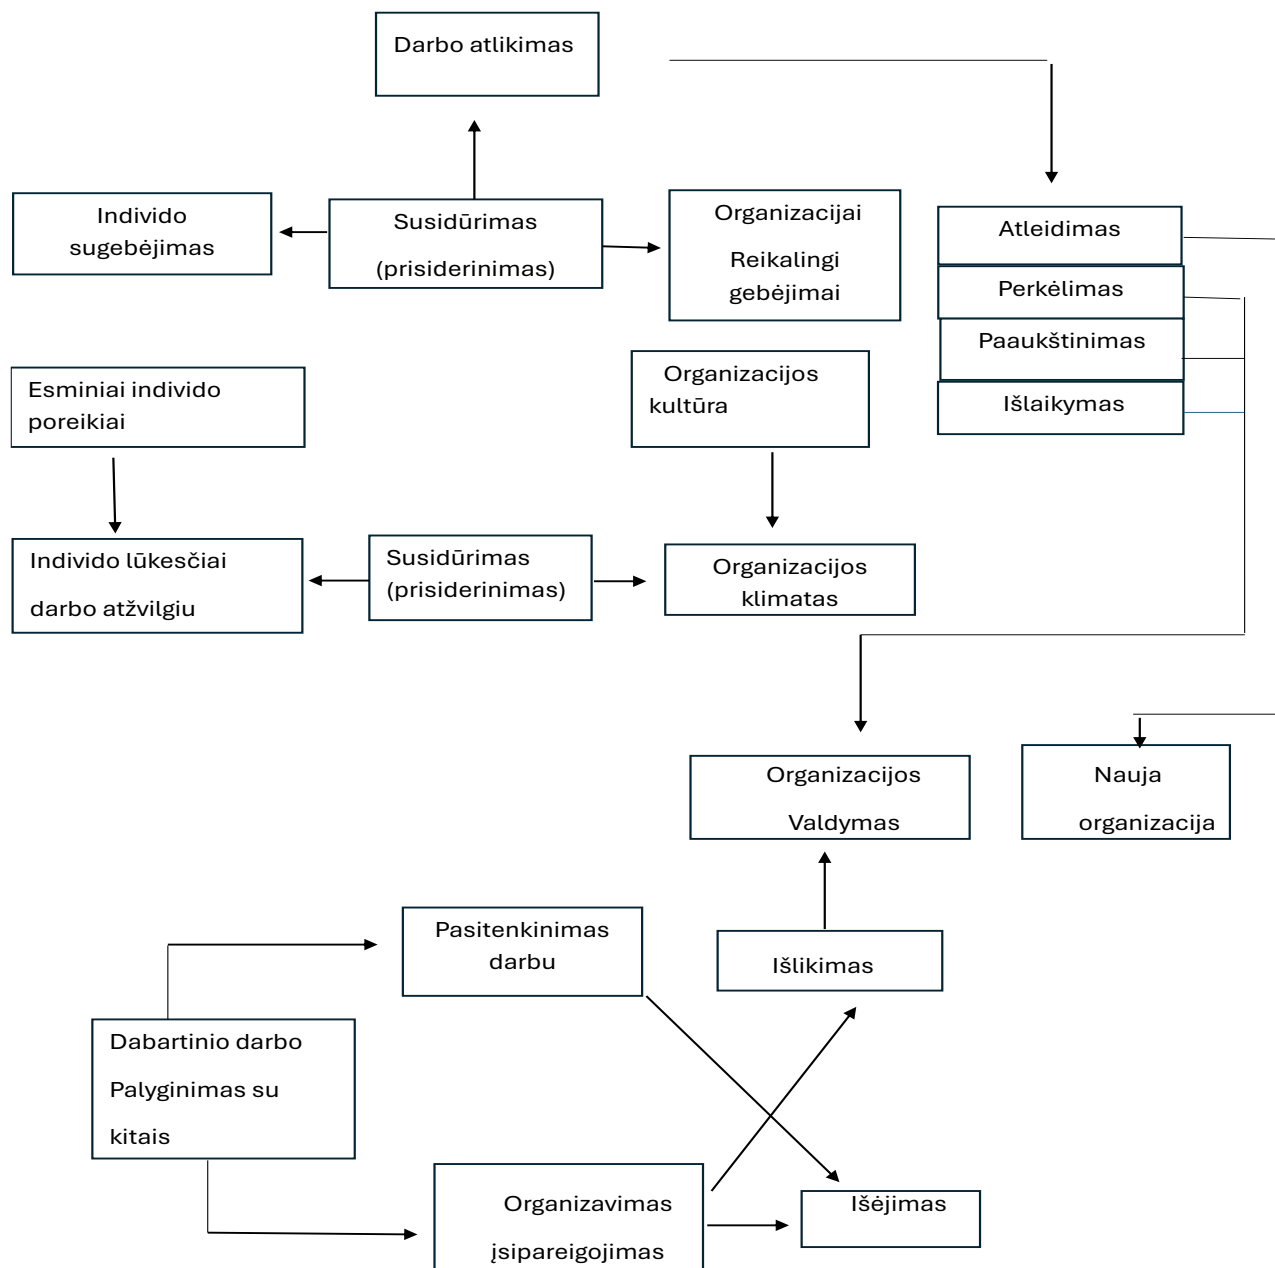 Darbo atlikimas
Individo
sugebėjimas
Susidūrimas
(prisiderinimas)
Organizacijai
Reikalingi
gebėjimai
Atleidimas
Perkėlimas
Paaukštinimas
Išlaikymas
Esminiai individo
poreikiai
Organizacijos
kultūra
Individo lūkesčiai
darbo atžvilgiu
Susidūrimas
(prisiderinimas)
Organizacijos
klimatas
Organizacijos
Valdymas
Nauja
organizacija
Pasitenkinimas
darbu
Išlikimas
Dabartinio darbo
Palyginimas su
kitais
Organizavimas
įsipareigojimas
Išėjimas